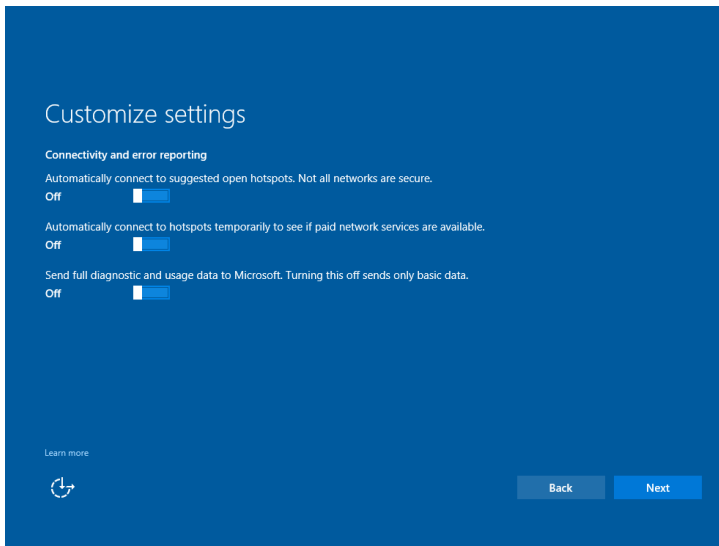 Customize settings
Connectivity and error reporting
Automatically connect to suggested open hotspots. Not all networks are secure.
Off
Automatically connect to hotspots temporarily to see if paid network services are available.
Off
Send full diagnostic and usage data to Microsoft. Turning this off sends only basic data.
Off
Learn more
Back Next